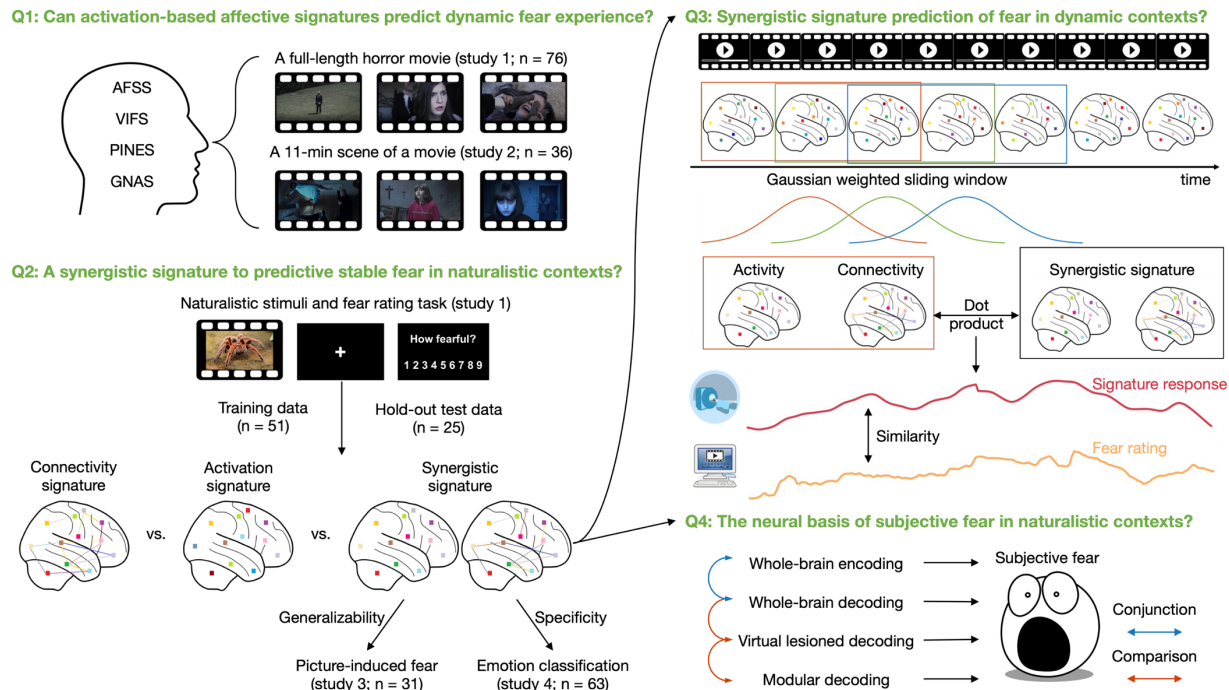 Q1: Can activation-based affective signatures predict dynamic fear experience?
AFSS
VIFS
PINES
GNAS
A full-length horror movie (study 1; n = 76)
A 11-min scene of a movie (study 2; n = 36)
Q2: A synergistic signature to predictive stable fear in naturalistic contexts?
Naturalistic stimuli and fear rating task (study 1)
+
How fearful?
1 2 3 4 5 6 7 8 9
Training data
(n = 51)
Hold-out test data
(n = 25)
Connectivity
signature
vs.
Activation
signature
vs.
Synergistic
signature
Generalizability
Specificity
Picture-induced fear
(study 3; n = 31)
Emotion classification
(study 4; n = 63)
Q3: Synergistic signature prediction of fear in dynamic contexts?
Gaussian weighted sliding window
time
Activity
Connectivity
Synergistic signature
Dot
product
Signature response
Similarity
Fear rating
Q4: The neural basis of subjective fear in naturalistic contexts?
Whole-brain encoding
Whole-brain decoding
Virtual lesioned decoding
Modular decoding
Subjective fear
Conjunction
Comparison